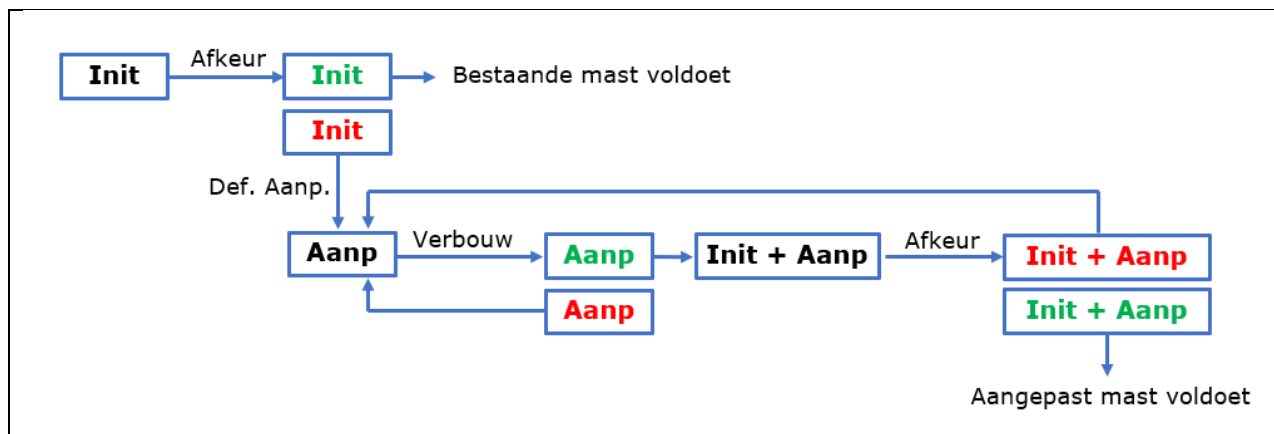 Init
Afkeur
Init
Bestaande mast voldoet
Init
Def. Aanp.
Aanp
Verbouw
Aanp
Init + Aanp
Afkeur
Init + Aanp
Aanp
Init + Aanp
Aangepast mast voldoet